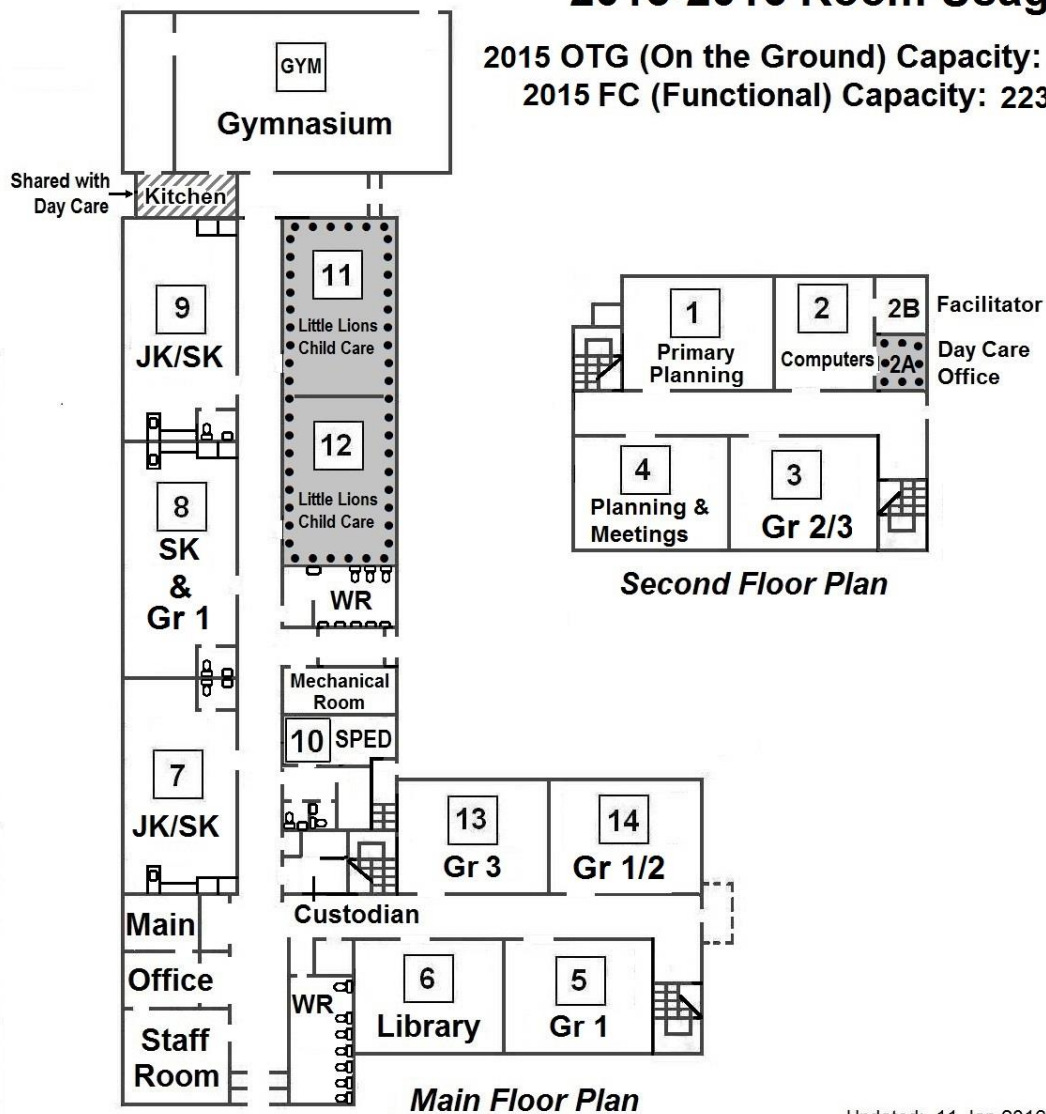 2015 OTG (On the Ground) Capacity:
2015 FC (Functional) Capacity: 223
GYM
Gymnasium
Shared with
Day Care
Kitchen
9
JK/SK
11
Little Lions
Child Care
12
Little Lions
Child Care
8
SK
&
Gr 1
WR
Mechanical
Room
10 SPED
7
JK/SK
13
Gr 3
14
Gr 1/2
Custodian
Main
Office
Staff
Room
WR
6
Library
5
Gr 1
Main Floor Plan
1
Primary
Planning
2
Computers
2B
Facilitator
2A
Day Care
Office
4
Planning &
Meetings
3
Gr 2/3
Second Floor Plan